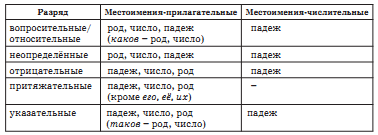 Разряд Местоимения-прилагательные Местоимения-числительные
вопросительные/ род, число, падеж падеж
относительные (каков – род, число)
неопределённые род, число, падеж падеж
отрицательные падеж, число, род падеж
притяжательные падеж, число, род –
(кроме его, её, их)
указательные падеж, число, род падеж
(таков – род, число)